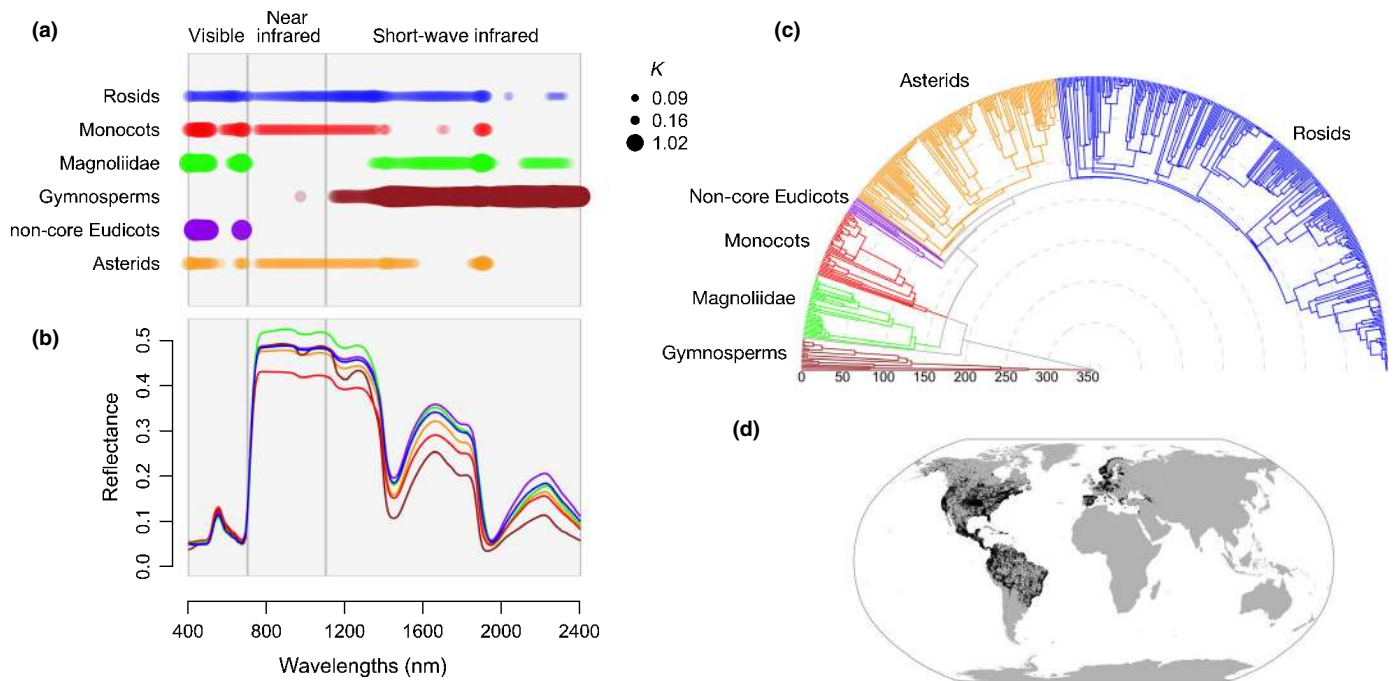 (a)
Visible
Near
infrared
Short-wave infrared
Rosids
Monocots
Magnoliidae
Gymnosperms
non-core Eudicots
Asterids
K
0.09
0.16
1.02
(b)
Reflectance
0.5
0.4
0.3
0.2
0.1
0.0
400 800 1200 1600 2000 2400
Wavelengths (nm)
(c)
Asterids
Rosids
Non-core Eudicots
Monocots
Magnoliidae
Gymnosperms
0 50 100 150 200 250 300 350
(d)